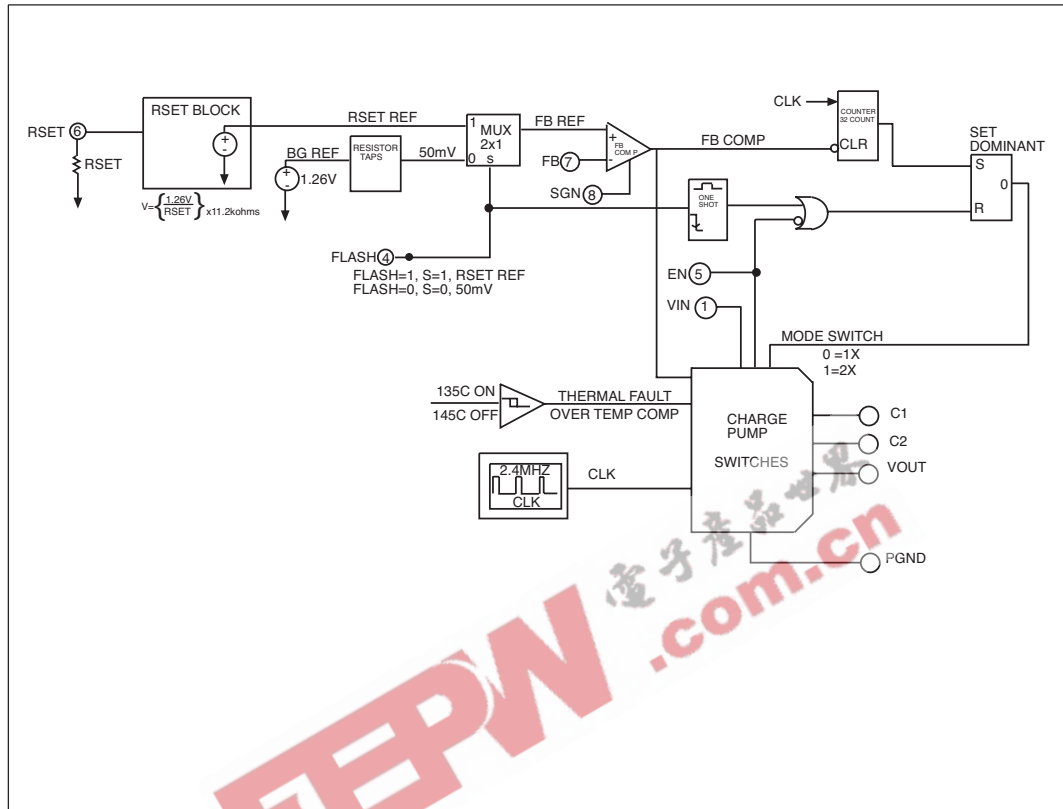 RSET BLOCK
RSET 6
RSET
+
-
V={1.26V/RSET}x11.2kohms
RSET REF
BG REF
+
-
1.26V
RESISTOR
TAPS
50mV
1
0
MUX
2x1
s
FB REF
FB 7
+
-
FB
COM P
SGN 8
FB COMP
CLK
COUNTER
32 COUNT
CLR
SET
DOMINANT
S
0
R
ONE
SHOT
FLASH 4
FLASH=1, S=1, RSET REF
FLASH=0, S=0, 50mV
EN 5
VIN 1
MODE SWITCH
0 =1X
1=2X
135C ON
145C OFF
THERMAL FAULT
OVER TEMP COMP
CHARGE
PUMP
SWITCHES
C1
C2
VOUT
PGND
2.4MHZ
CLK
CLK
電子產品世界
EEPW
.com.cn